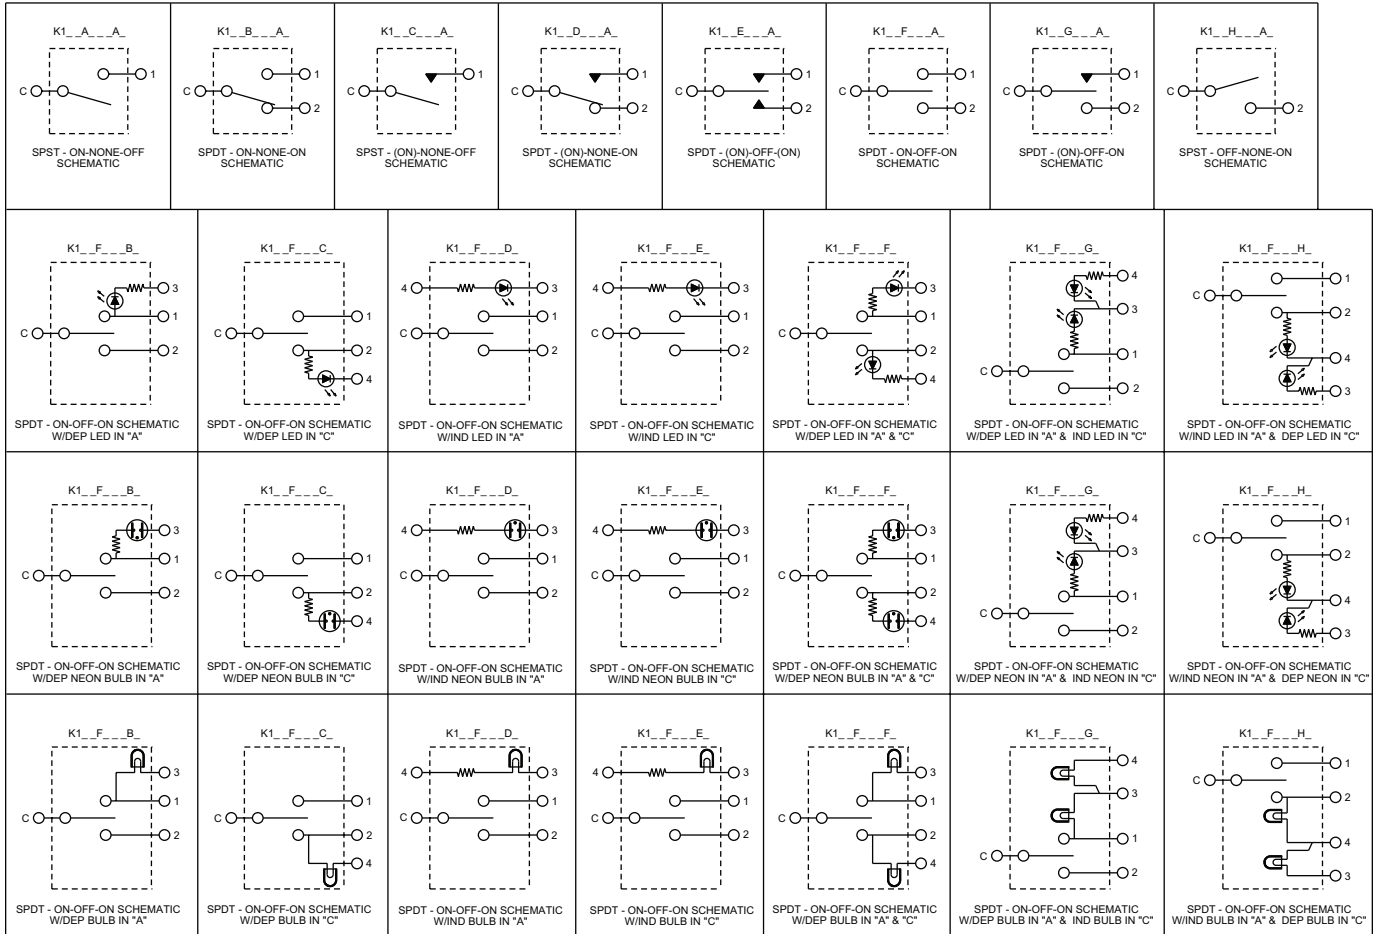 K1_ _A_ _ _A_
C
1
SPST - ON-NONE-OFF
SCHEMATIC
K1_ _B_ _ _A_
C
1
2
SPDT - ON-NONE-ON
SCHEMATIC
K1_ _C_ _ _A_
C
1
SPST - (ON)-NONE-OFF
SCHEMATIC
K1_ _D_ _ _A_
C
1
2
SPDT - (ON)-NONE-ON
SCHEMATIC
K1_ _E_ _ _A_
C
1
2
SPDT - (ON)-OFF-(ON)
SCHEMATIC
K1_ _F_ _ _A_
C
1
2
SPDT - ON-OFF-ON
SCHEMATIC
K1_ _G_ _ _A_
C
1
2
SPDT - (ON)-OFF-ON
SCHEMATIC
K1_ _H_ _ _A_
C
2
SPST - OFF-NONE-ON
SCHEMATIC
K1_ _F_ _ _B_
3
1
C
2
SPDT - ON-OFF-ON SCHEMATIC
W/DEP LED IN "A"
K1_ _F_ _ _C_
1
C
2
4
SPDT - ON-OFF-ON SCHEMATIC
W/DEP LED IN "C"
K1_ _F_ _ _D_
4
3
1
C
2
SPDT - ON-OFF-ON SCHEMATIC
W/IND LED IN "A"
K1_ _F_ _ _E_
4
3
1
C
2
SPDT - ON-OFF-ON SCHEMATIC
W/IND LED IN "C"
K1_ _F_ _ _F_
3
1
C
2
4
SPDT - ON-OFF-ON SCHEMATIC
W/DEP LED IN "A" & "C"
K1_ _F_ _ _G_
4
3
1
C
2
SPDT - ON-OFF-ON SCHEMATIC
W/DEP LED IN "A" & IND LED IN "C"
K1_ _F_ _ _H_
1
C
2
4
3
SPDT - ON-OFF-ON SCHEMATIC
W/IND LED IN "A" & DEP LED IN "C"
K1_ _F_ _ _B_
3
1
C
2
SPDT - ON-OFF-ON SCHEMATIC
W/DEP NEON BULB IN "A"
K1_ _F_ _ _C_
1
C
2
4
SPDT - ON-OFF-ON SCHEMATIC
W/DEP NEON BULB IN "C"
K1_ _F_ _ _D_
4
3
1
C
2
SPDT - ON-OFF-ON SCHEMATIC
W/IND NEON BULB IN "A"
K1_ _F_ _ _E_
4
3
1
C
2
SPDT - ON-OFF-ON SCHEMATIC
W/IND NEON BULB IN "C"
K1_ _F_ _ _F_
3
1
C
2
4
SPDT - ON-OFF-ON SCHEMATIC
W/DEP NEON BULB IN "A" & "C"
K1_ _F_ _ _G_
4
3
1
C
2
SPDT - ON-OFF-ON SCHEMATIC
W/DEP NEON IN "A" & IND NEON IN "C"
K1_ _F_ _ _H_
1
C
2
4
3
SPDT - ON-OFF-ON SCHEMATIC
W/IND NEON IN "A" & DEP NEON IN "C"
K1_ _F_ _ _B_
3
1
C
2
SPDT - ON-OFF-ON SCHEMATIC
W/DEP BULB IN "A"
K1_ _F_ _ _C_
1
C
2
4
SPDT - ON-OFF-ON SCHEMATIC
W/DEP BULB IN "C"
K1_ _F_ _ _D_
4
3
1
C
2
SPDT - ON-OFF-ON SCHEMATIC
W/IND BULB IN "A"
K1_ _F_ _ _E_
4
3
1
C
2
SPDT - ON-OFF-ON SCHEMATIC
W/IND BULB IN "C"
K1_ _F_ _ _F_
3
1
C
2
4
SPDT - ON-OFF-ON SCHEMATIC
W/DEP BULB IN "A" & "C"
K1_ _F_ _ _G_
4
3
1
C
2
SPDT - ON-OFF-ON SCHEMATIC
W/DEP BULB IN "A" & IND BULB IN "C"
K1_ _F_ _ _H_
1
C
2
4
3
SPDT - ON-OFF-ON SCHEMATIC
W/IND BULB IN "A" & DEP BULB IN "C"